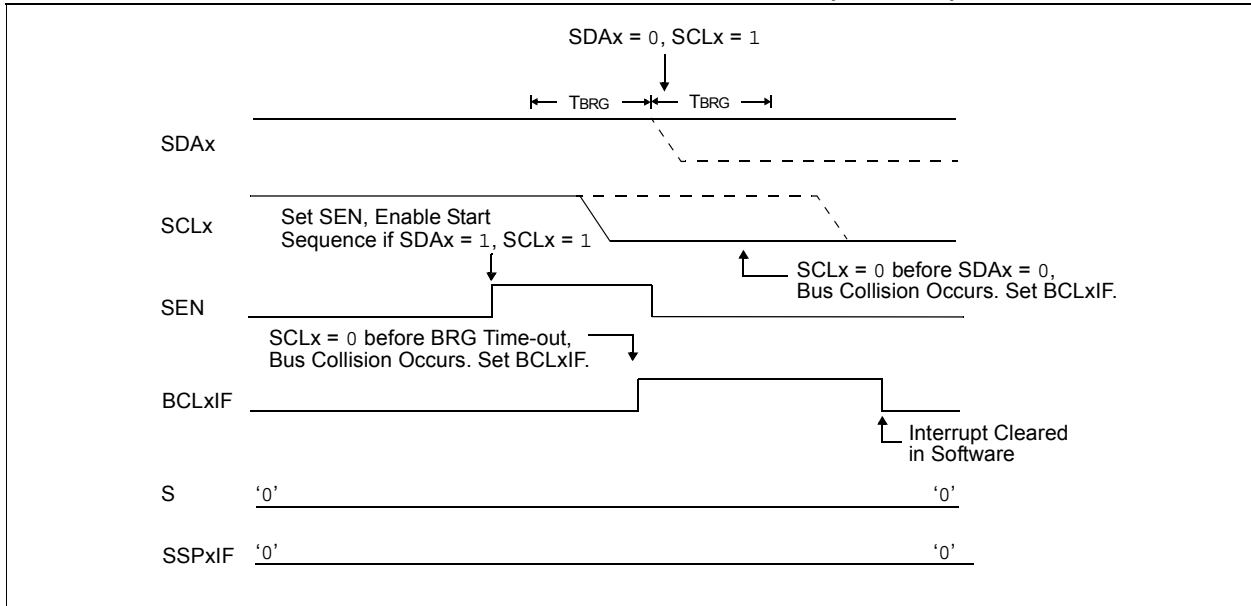 SDAx = 0, SCLx = 1
TBRG TBRG
SDAx
SCLx
Set SEN, Enable Start
Sequence if SDAx = 1, SCLx = 1
SCLx = 0 before SDAx = 0,
Bus Collision Occurs. Set BCLxIF.
SEN
SCLx = 0 before BRG Time-out,
Bus Collision Occurs. Set BCLxIF.
BCLxIF
Interrupt Cleared
in Software
S ‘0’ ‘0’
SSPxIF ‘0’ ‘0’